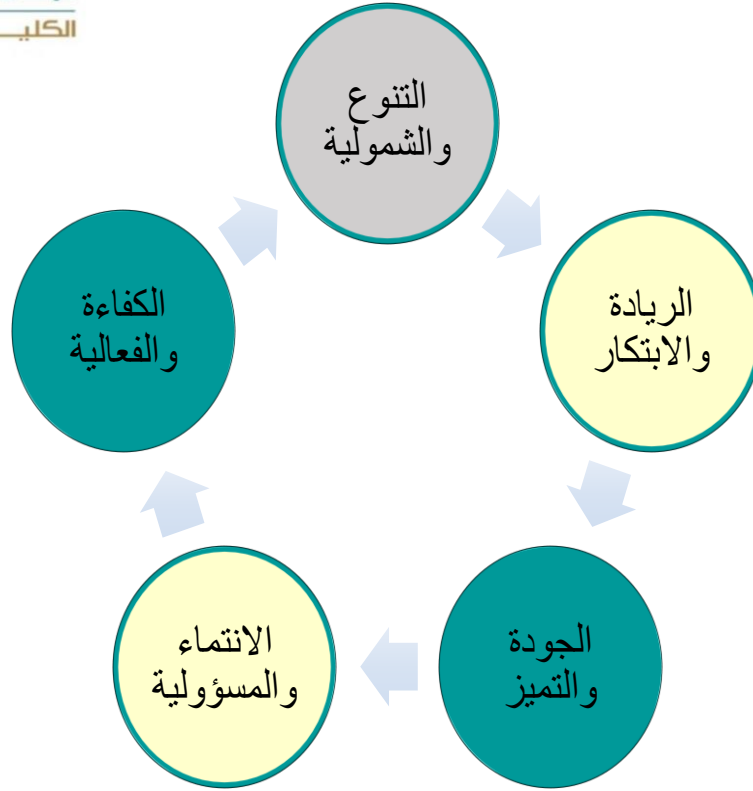 التنوع
والشمولية
الريادة
والابتكار
الجودة
والتميز
الانتماء
والمسؤولية
الكفاءة
والفعالية